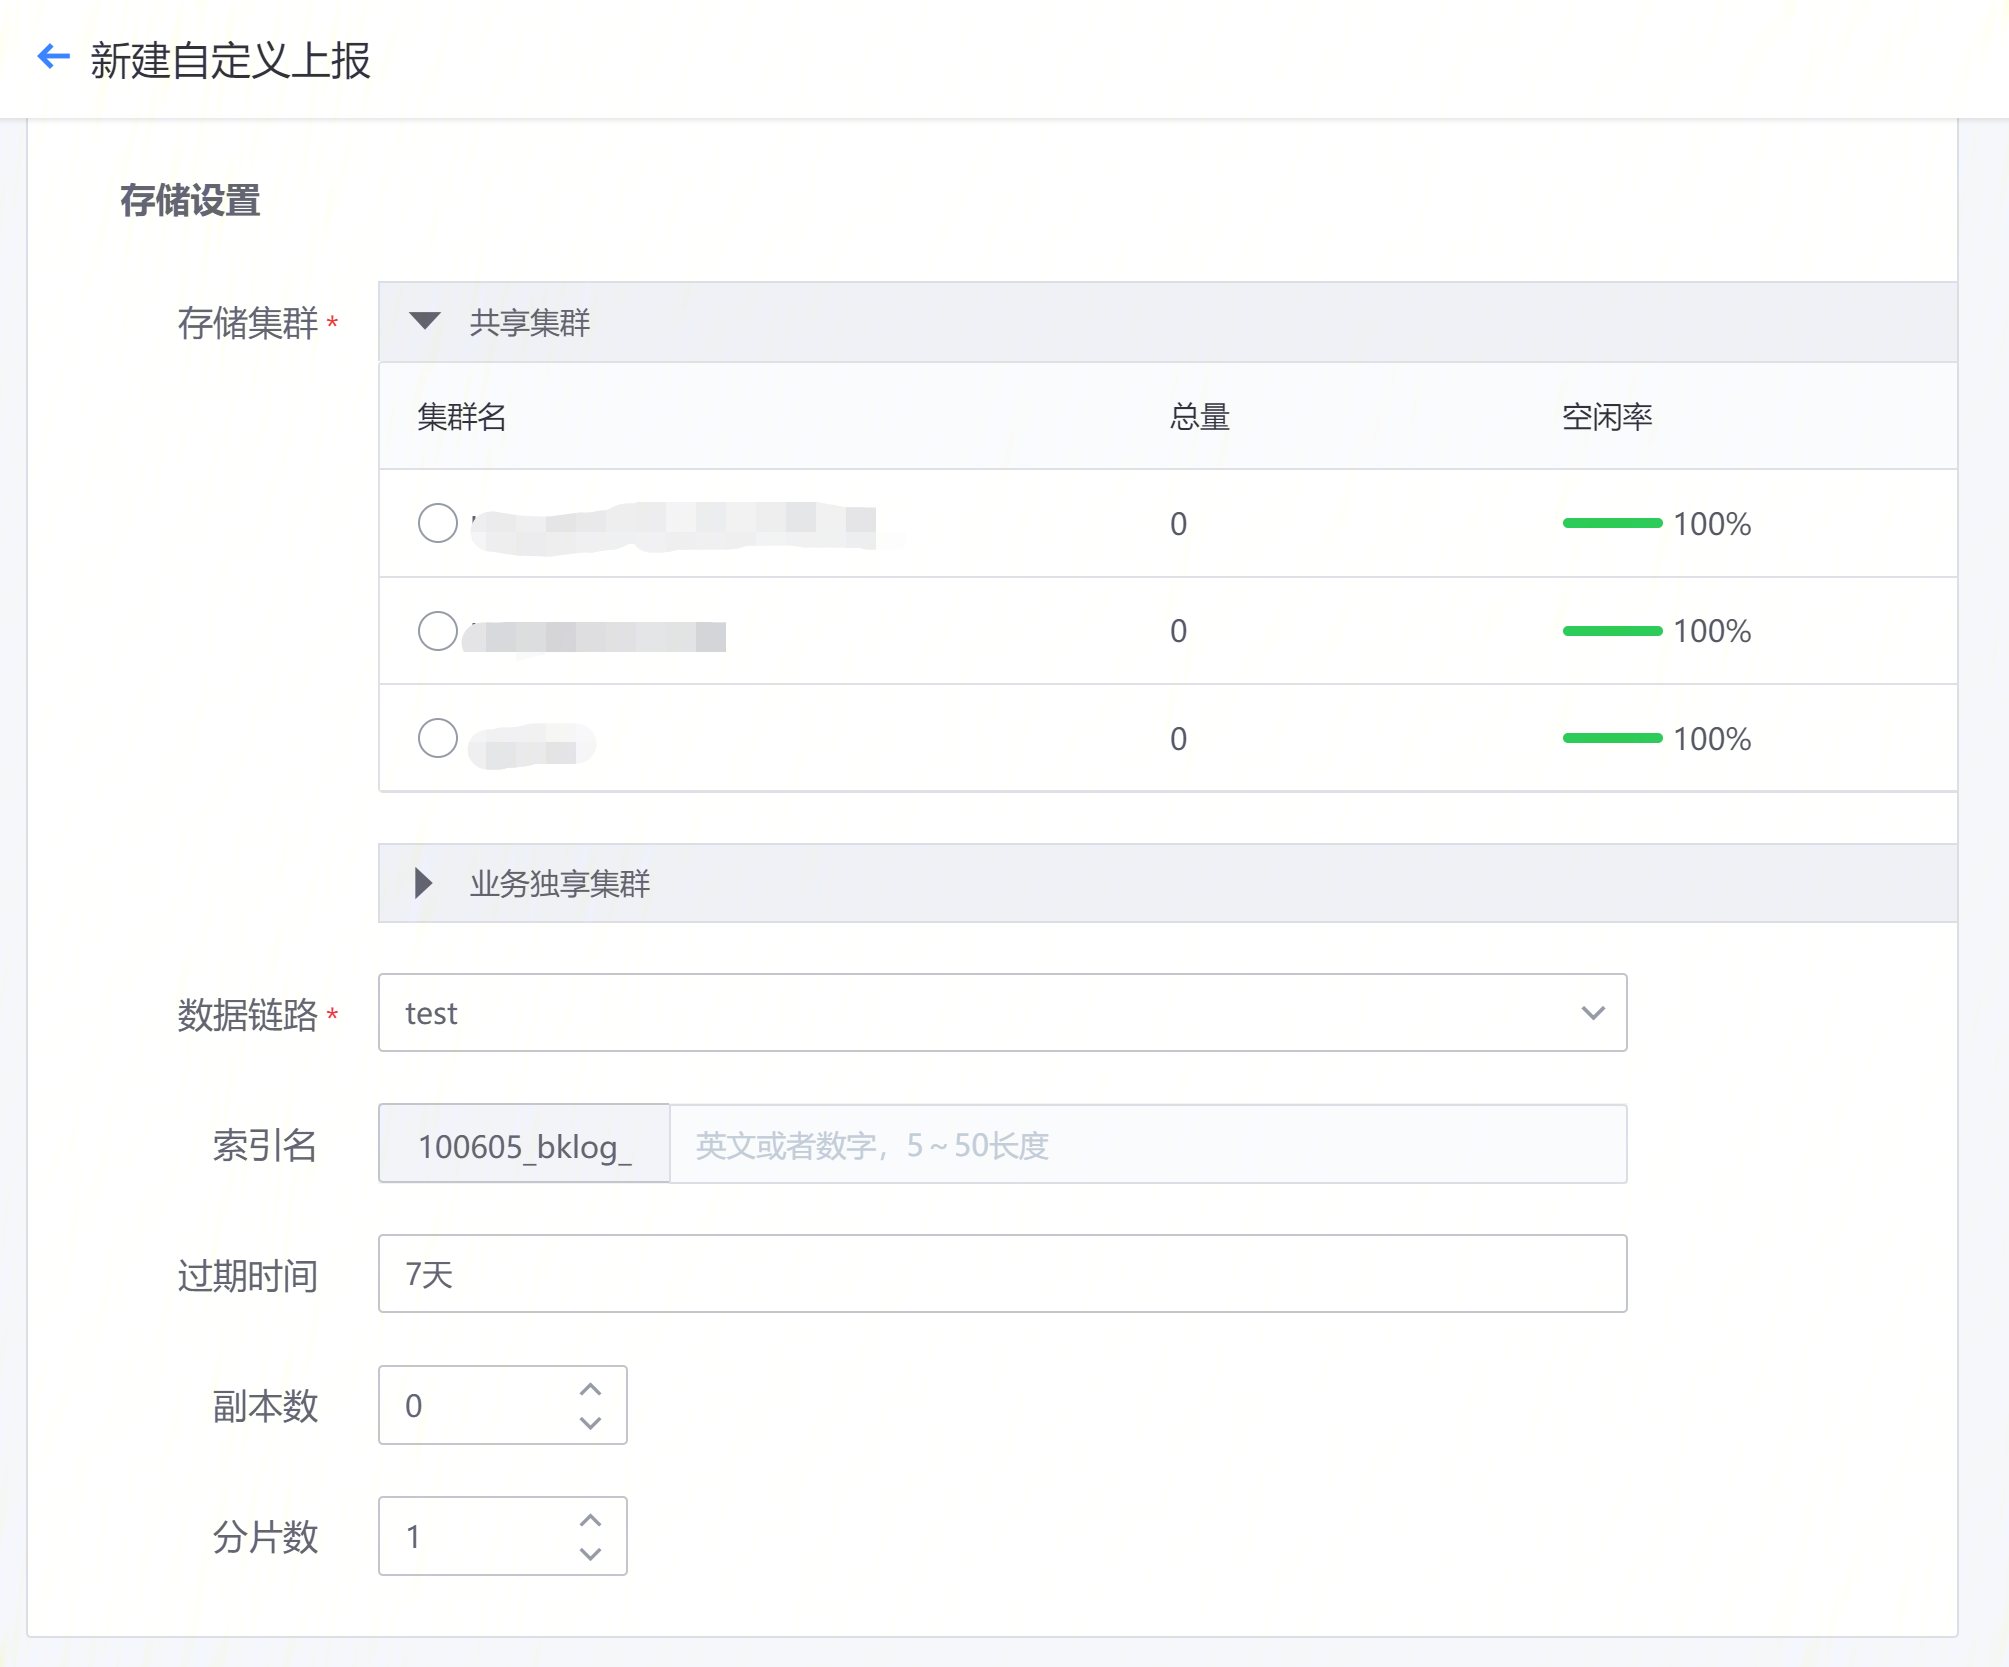 新建自定义上报
存储设置
存储集群 *
共享集群
集群名 总量 空闲率
0 100%
0 100%
0 100%
业务独享集群
数据链路 * test
索引名 100605_bklog_ 英文或者数字，5～50长度
过期时间 7天
副本数 0
分片数 1